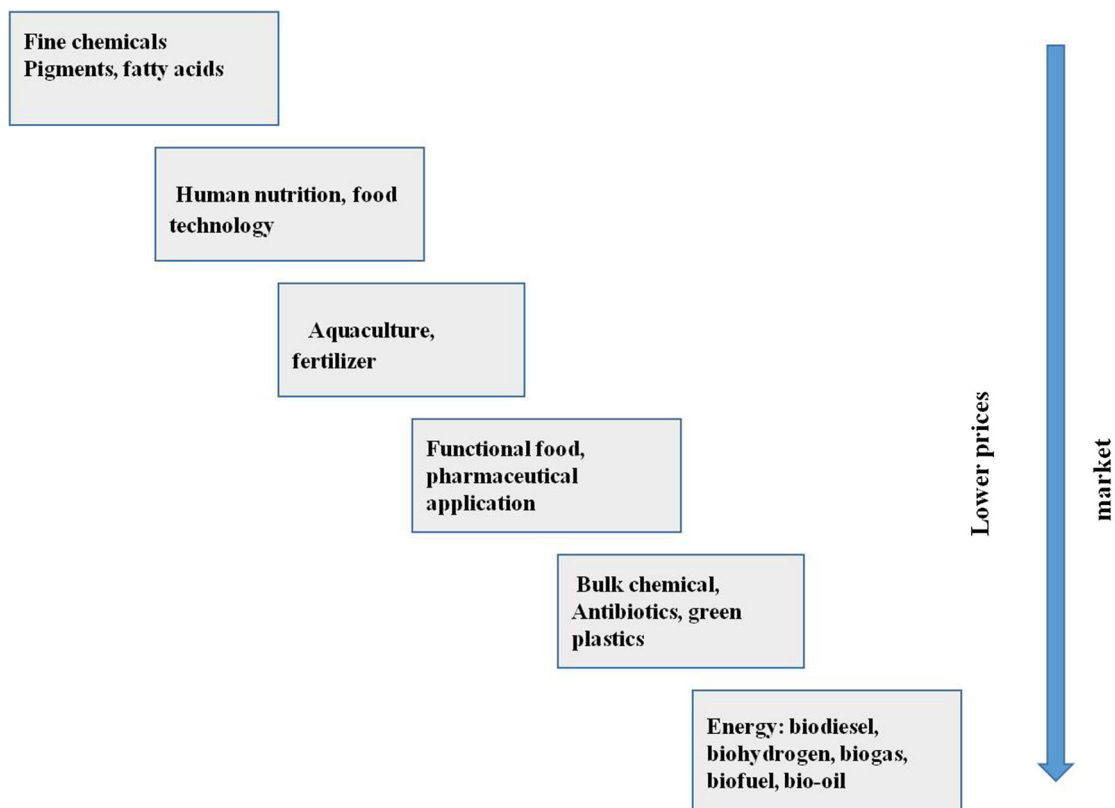 Fine chemicals
Pigments, fatty acids
Human nutrition, food
technology
Aquaculture,
fertilizer
Functional food,
pharmaceutical
application
Bulk chemical,
Antibiotics, green
plastics
Energy: biodiesel,
biohydrogen, biogas,
biofuel, bio-oil
Lower prices
market